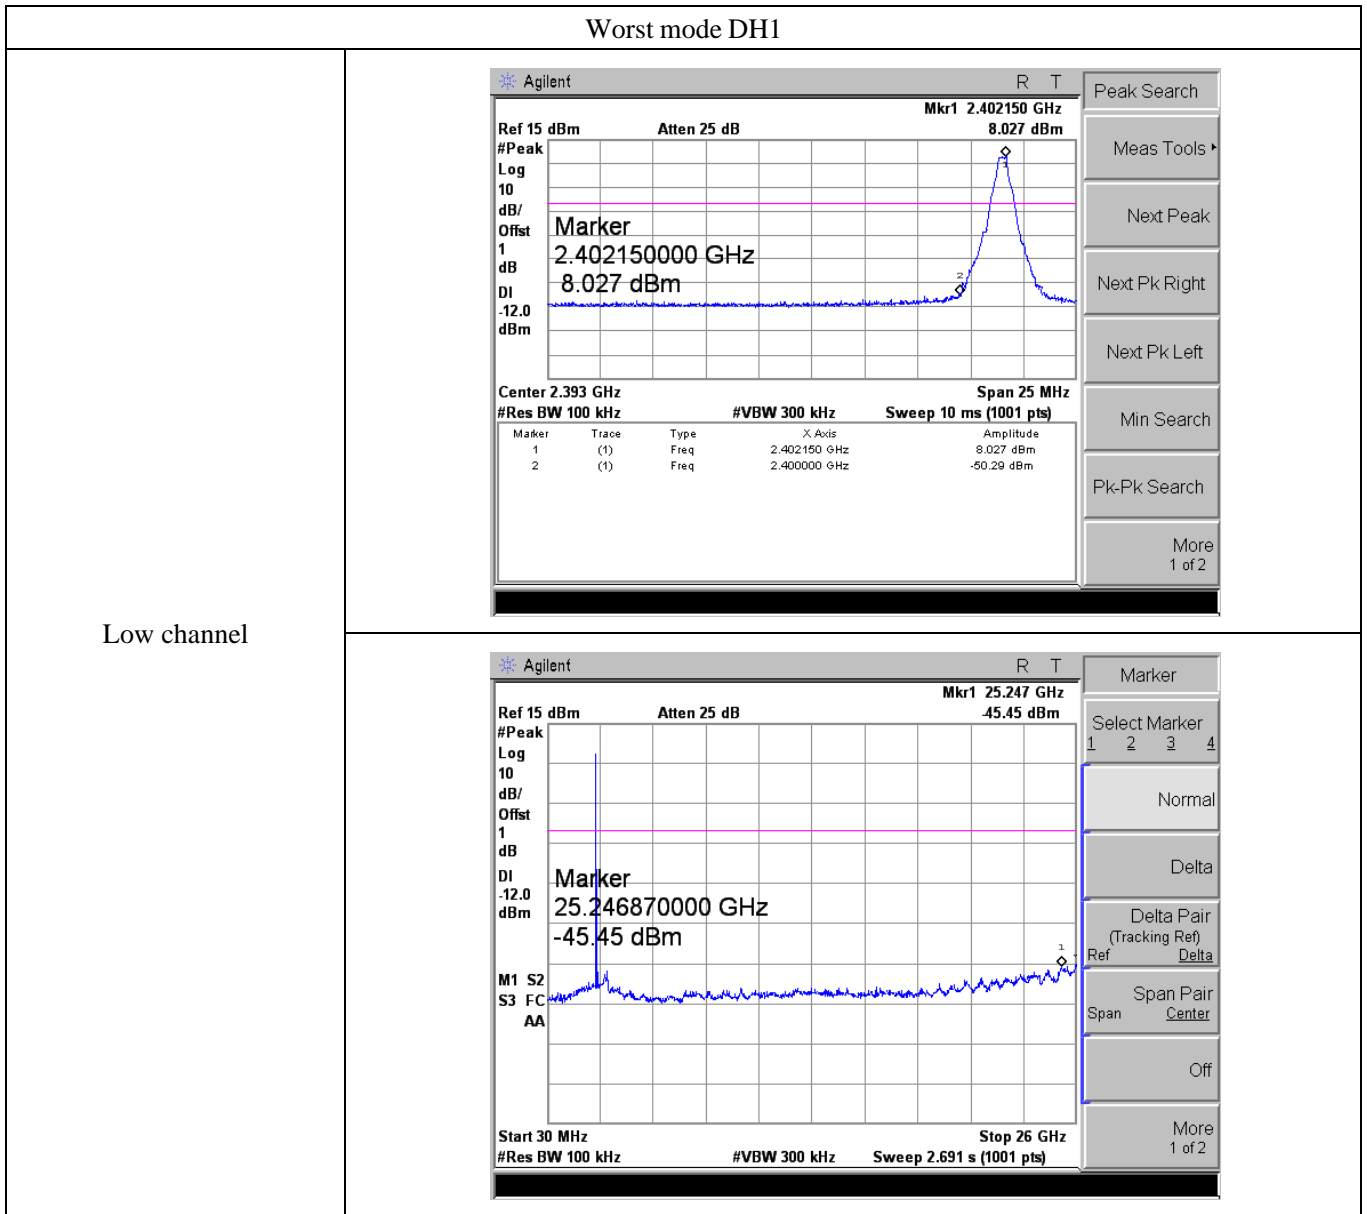 Worst mode DH1
Low channel
Agilent R T
Mkr1 2.402150 GHz
Ref 15 dBm Atten 25 dB 8.027 dBm
#Peak
Log
10
dB/
Offst
1
dB
DI
-12.0
dBm
Marker
2.402150000 GHz
8.027 dBm
1
2
Center 2.393 GHz Span 25 MHz
#Res BW 100 kHz #VBW 300 kHz Sweep 10 ms (1001 pts)
Marker Trace Type X Axis Amplitude
1 (1) Freq 2.402150 GHz 8.027 dBm
2 (1) Freq 2.400000 GHz -50.29 dBm
Peak Search
Meas Tools
Next Peak
Next Pk Right
Next Pk Left
Min Search
Pk-Pk Search
More
1 of 2
Agilent R T
Mkr1 25.247 GHz
Ref 15 dBm Atten 25 dB -45.45 dBm
#Peak
Log
10
dB/
Offst
1
dB
DI
-12.0
dBm
M1 S2
S3 FC
AA
Marker
25.246870000 GHz
-45.45 dBm
1
Start 30 MHz Stop 26 GHz
#Res BW 100 kHz #VBW 300 kHz Sweep 2.691 s (1001 pts)
Marker
Select Marker
1 2 3 4
Normal
Delta
Delta Pair
(Tracking Ref)
Ref Delta
Span Pair
Span Center
Off
More
1 of 2